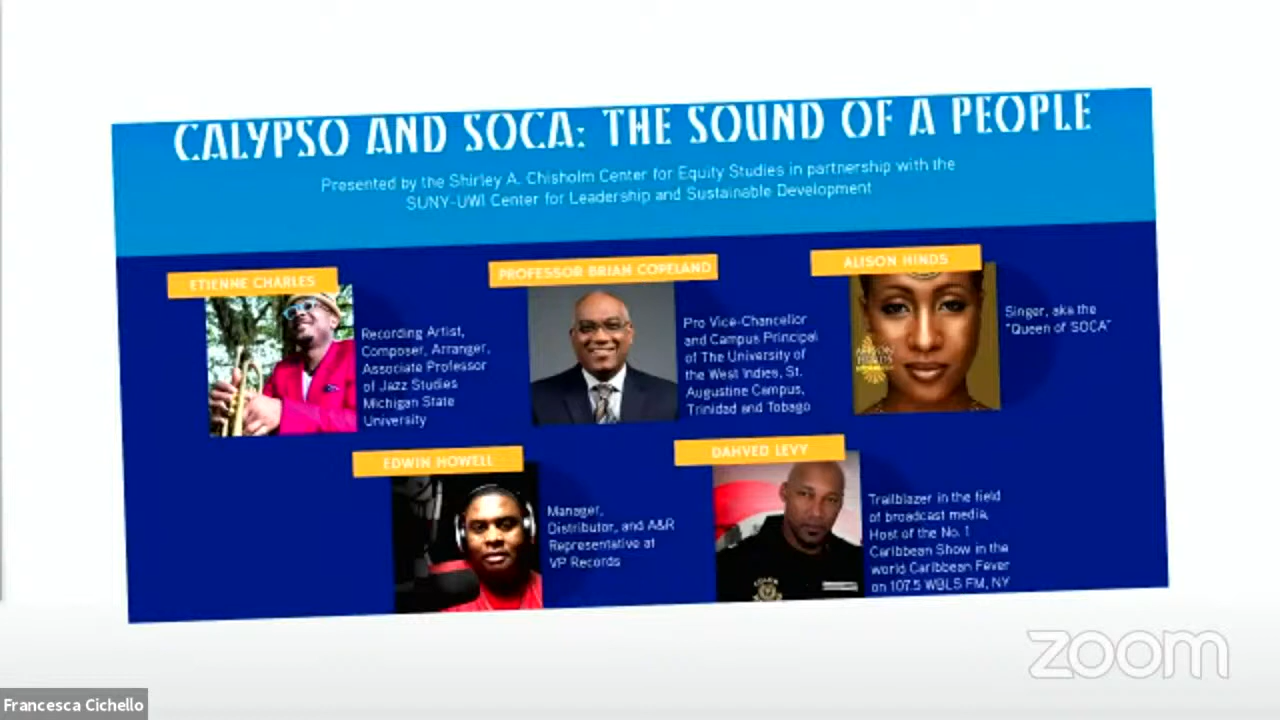 CALYPSO AND SOCA: THE SOUND OF A PEOPLE
Presented by the Shirley A. Chisholm Center for Equity Studies in partnership with the
SUNY-UWI Center for Leadership and Sustainable Development
ETIENNE CHARLES
Recording Artist,
Composer, Arranger,
Associate Professor
of Jazz Studies
Michigan State
University
PROFESSOR BRIAN COPELAND
Pro Vice-Chancellor
and Campus Principal
of The University of
the West Indies, St.
Augustine Campus,
Trinidad and Tobago
ALISON HINDS
ALISON
HINDS
Singer, aka the
"Queen of SOCA"
EDWIN HOWELL
Manager,
Distributor, and A&R
Representative at
VP Records
DAHVED LEVY
Trailblazer in the field
of broadcast media,
Host of the No. 1
Caribbean Show in the
world Caribbean Fever
on 107.5 WBLS FM, NY
zoom
Francesca Cichello